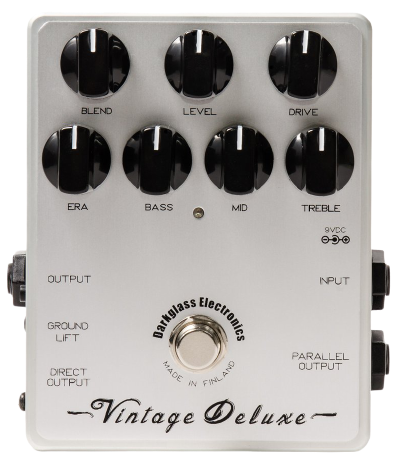 BLEND LEVEL DRIVE
ERA BASS MID TREBLE
9VDC
OUTPUT INPUT
Darkglass Electronics
GROUND
LIFT
PARALLEL
OUTPUT
DIRECT
OUTPUT
MADE IN FINLAND
Vintage Deluxe